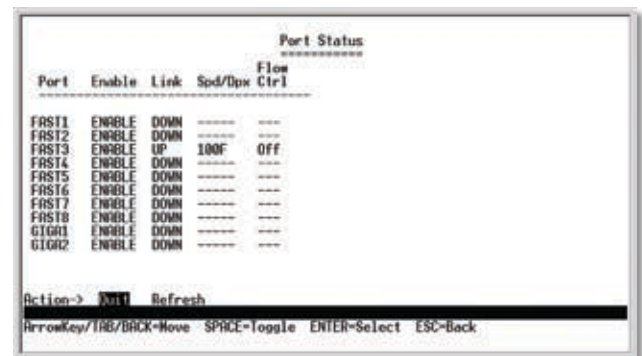 Port Status
============
Flow
Port Enable Link Spd/Dpx Ctrl
FAST1 ENABLE DOWN ----- ---
FAST2 ENABLE DOWN ----- ---
FAST3 ENABLE UP 100F Off
FAST4 ENABLE DOWN ----- ---
FAST5 ENABLE DOWN ----- ---
FAST6 ENABLE DOWN ----- ---
FAST7 ENABLE DOWN ----- ---
FAST8 ENABLE DOWN ----- ---
GIGA1 ENABLE DOWN ----- ---
GIGA2 ENABLE DOWN ----- ---
Action-> Quit Refresh
ArrowKey/TAB/BACK=Move SPACE=Toggle ENTER=Select ESC=Back